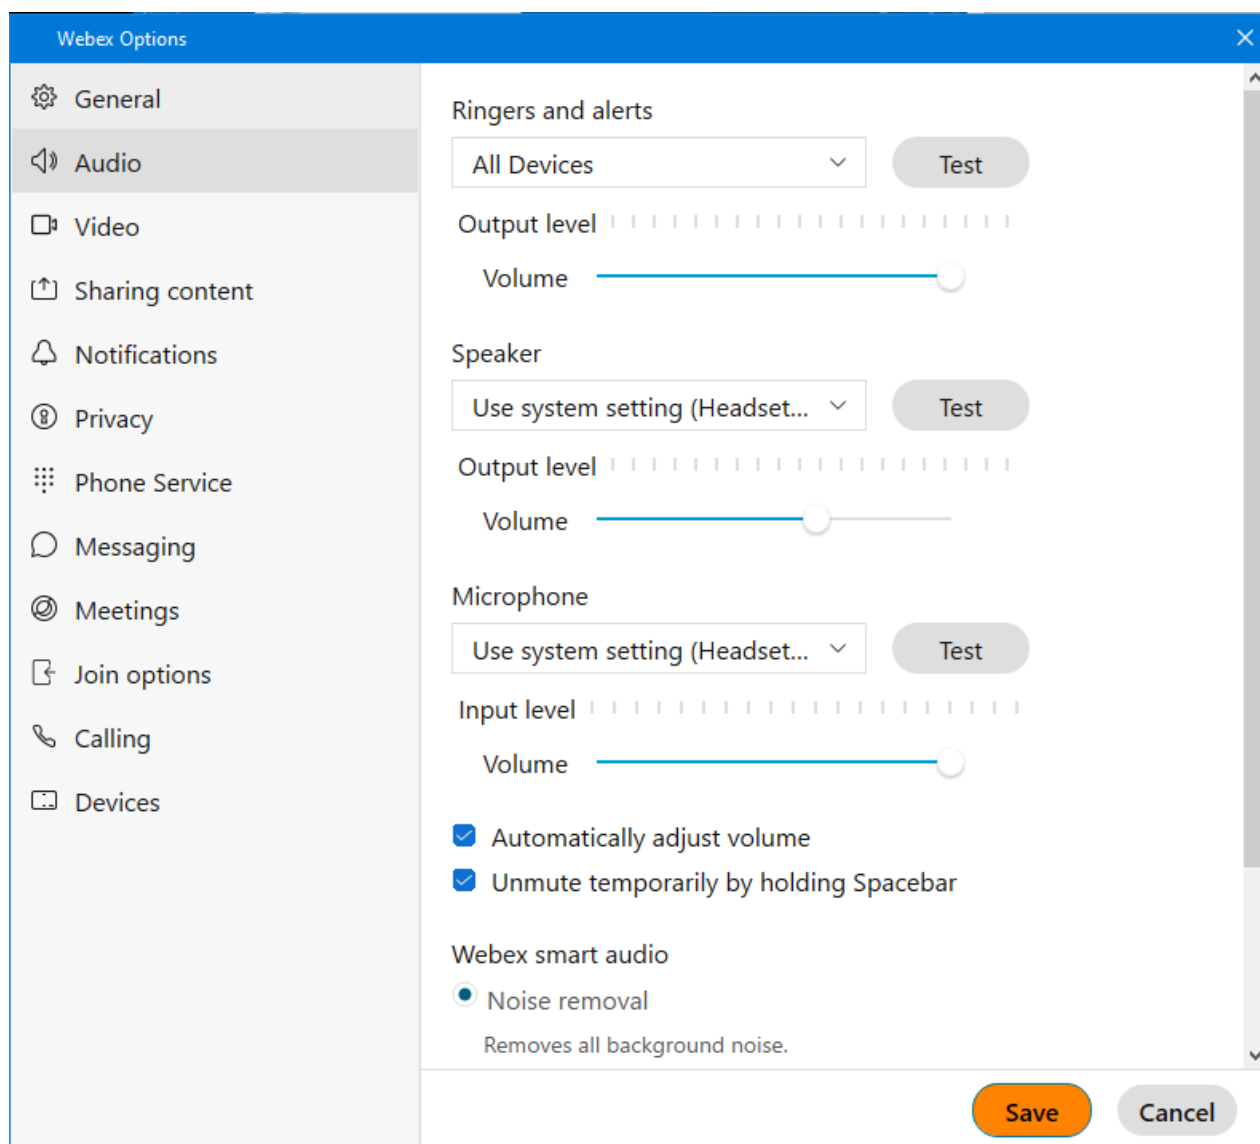 Webex Options
General
Audio
Video
Sharing content
Notifications
Privacy
Phone Service
Messaging
Meetings
Join options
Calling
Devices
Ringers and alerts
All Devices
Test
Output level
Volume
Speaker
Use system setting (Headset...
Test
Output level
Volume
Microphone
Use system setting (Headset...
Test
Input level
Volume
Automatically adjust volume
Unmute temporarily by holding Spacebar
Webex smart audio
Noise removal
Removes all background noise.
Save
Cancel